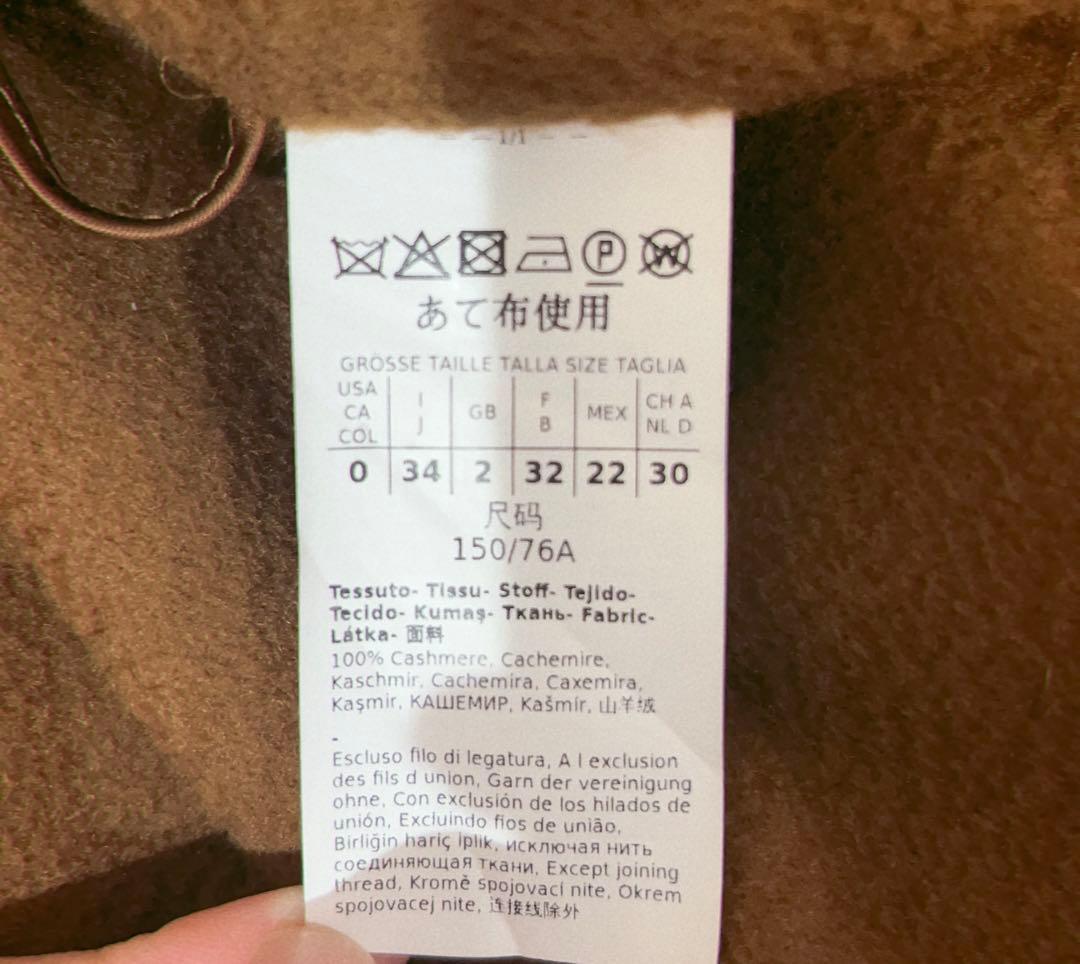 — — 1/1 — —
P W
あて布使用
GRÖSSE TAILLE TALLA SIZE TAGLIA
USA CA COL I J GB F B MEX CH A NL D
0 34 2 32 22 30
尺码
150/76A
Tessuto- Tissu- Stoff- Tejido-
Tecido- Kumaş- Ткань- Fabric-
Látka- 面料
100% Cashmere, Cachemire,
Kaschmir, Cachemira, Caxemira,
Kaşmir, КАШЕМИР, Kašmír, 山羊绒
-
Escluso filo di legatura, A l exclusion
des fils d union, Garn der vereinigung
ohne, Con exclusión de los hilados de
unión, Excluindo fios de união,
Birliğin hariç iplik, исключая нить
соединяющая ткани, Except joining
thread, Kromě spojovací nite, Okrem
spojovacej nite, 连接线除外